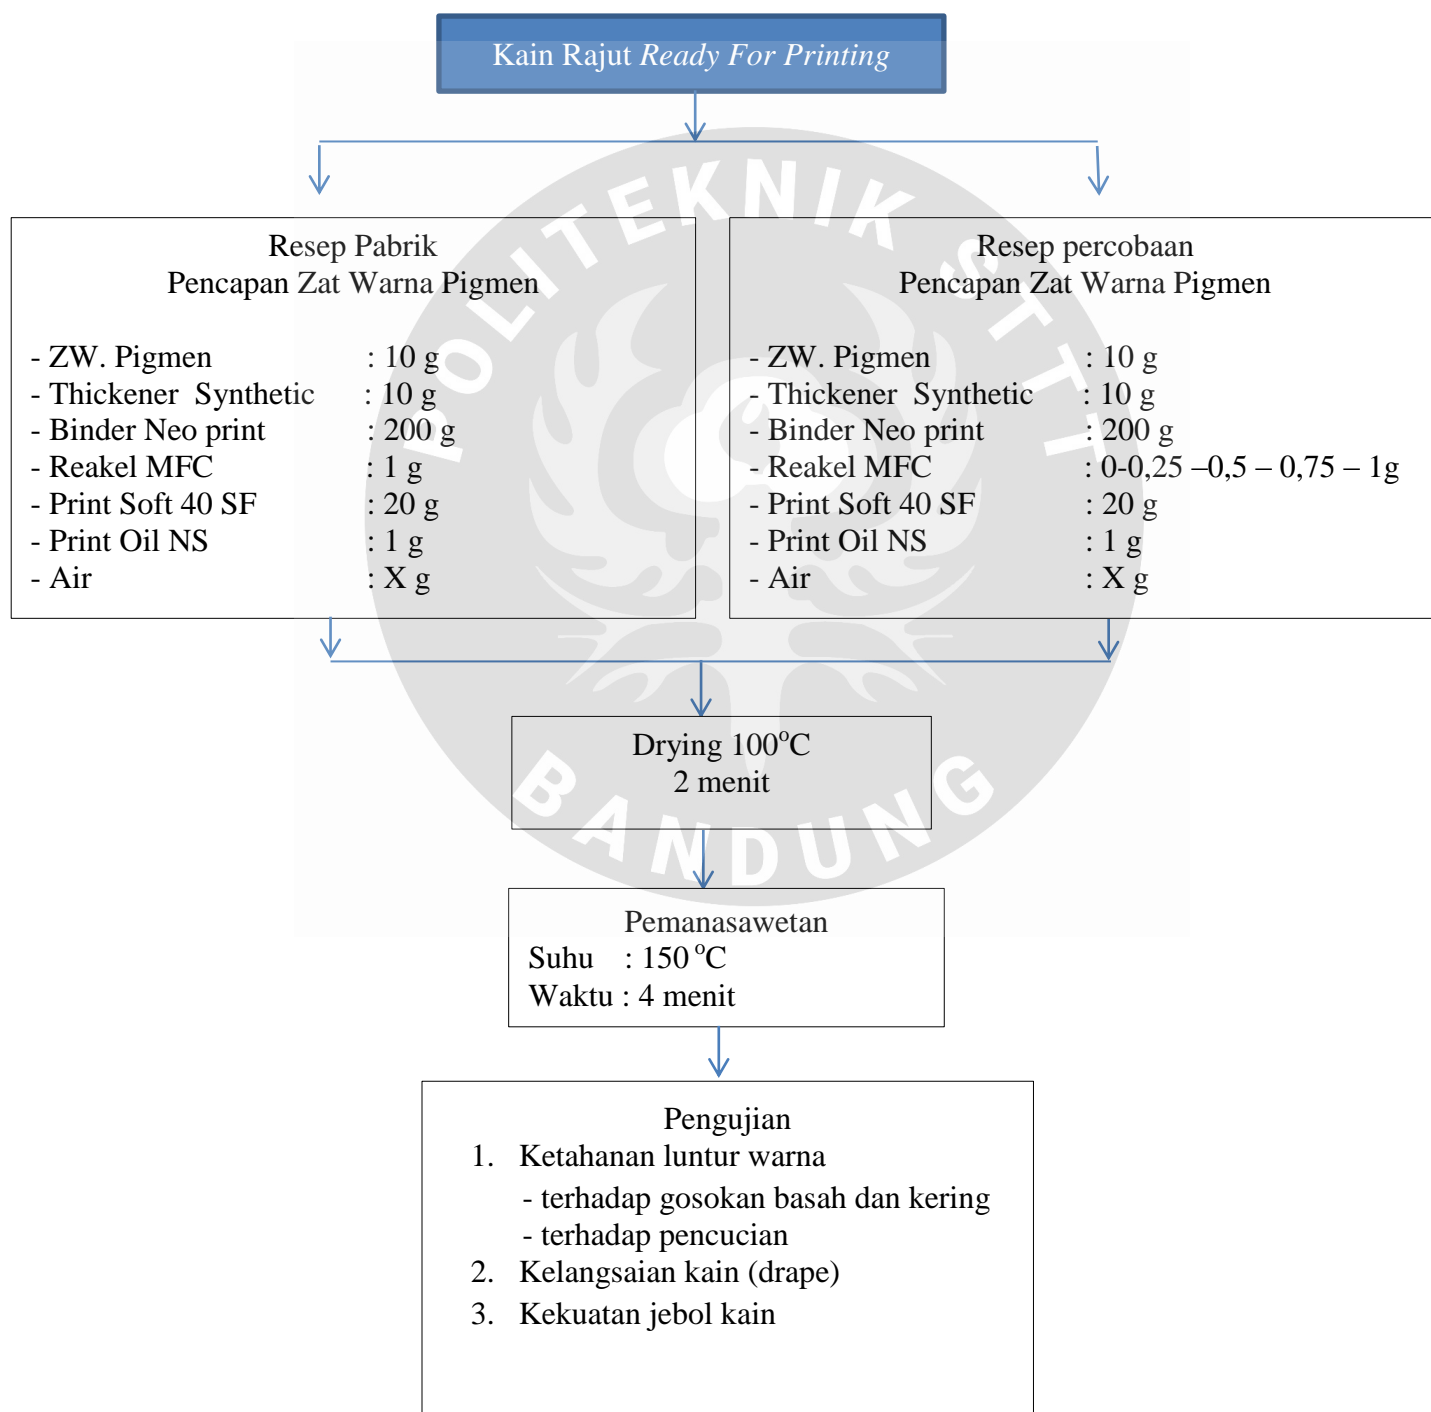 Kain Rajut Ready For Printing
Resep Pabrik
Pencapan Zat Warna Pigmen
- ZW. Pigmen : 10 g
- Thickener Synthetic : 10 g
- Binder Neo print : 200 g
- Reakel MFC : 1 g
- Print Soft 40 SF : 20 g
- Print Oil NS : 1 g
- Air : X g
Resep percobaan
Pencapan Zat Warna Pigmen
- ZW. Pigmen : 10 g
- Thickener Synthetic : 10 g
- Binder Neo print : 200 g
- Reakel MFC : 0-0,25 –0,5 – 0,75 – 1g
- Print Soft 40 SF : 20 g
- Print Oil NS : 1 g
- Air : X g
Drying 100°C
2 menit
Pemanasawetan
Suhu : 150 °C
Waktu : 4 menit
Pengujian
1. Ketahanan luntur warna
- terhadap gosokan basah dan kering
- terhadap pencucian
2. Kelangsaian kain (drape)
3. Kekuatan jebol kain
POLITEKNIK STTT
BANDUNG